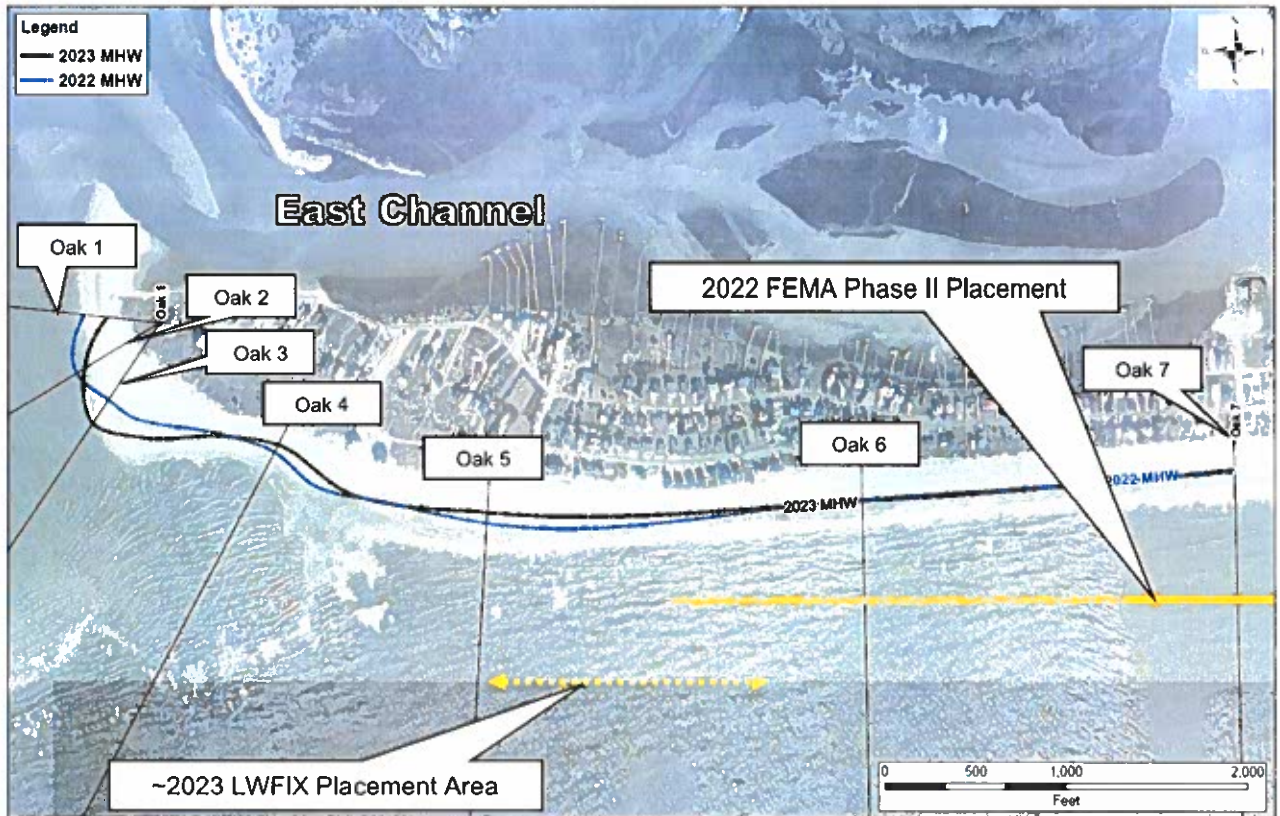 Legend
2023 MHW
2022 MHW
East Channel
Oak 1
Oak 2
Oak 3
Oak 4
Oak 5
Oak 6
Oak 7
Oak 7
2022 FEMA Phase II Placement
2023 MHW
2022 MHW
~2023 LWFIX Placement Area
0 500 1,000 2,000
Feet